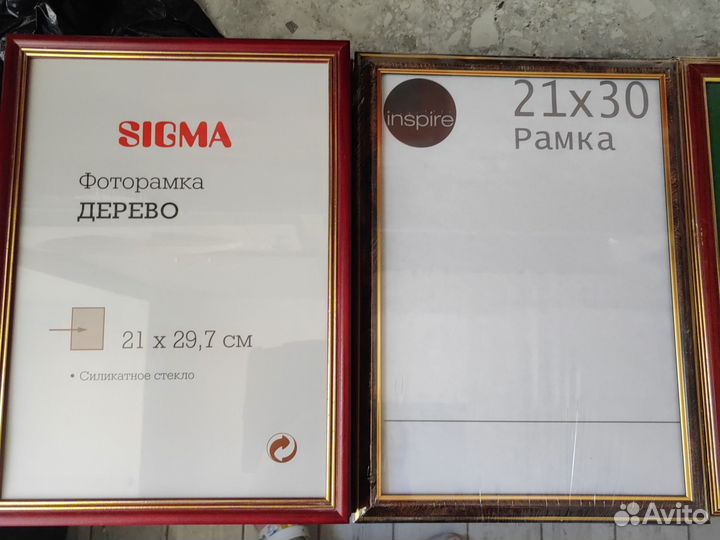 SIGMA
Фоторамка
ДЕРЕВО
21 x 29,7 см
• Силикатное стекло
inspire
21x30
Рамка
Avito